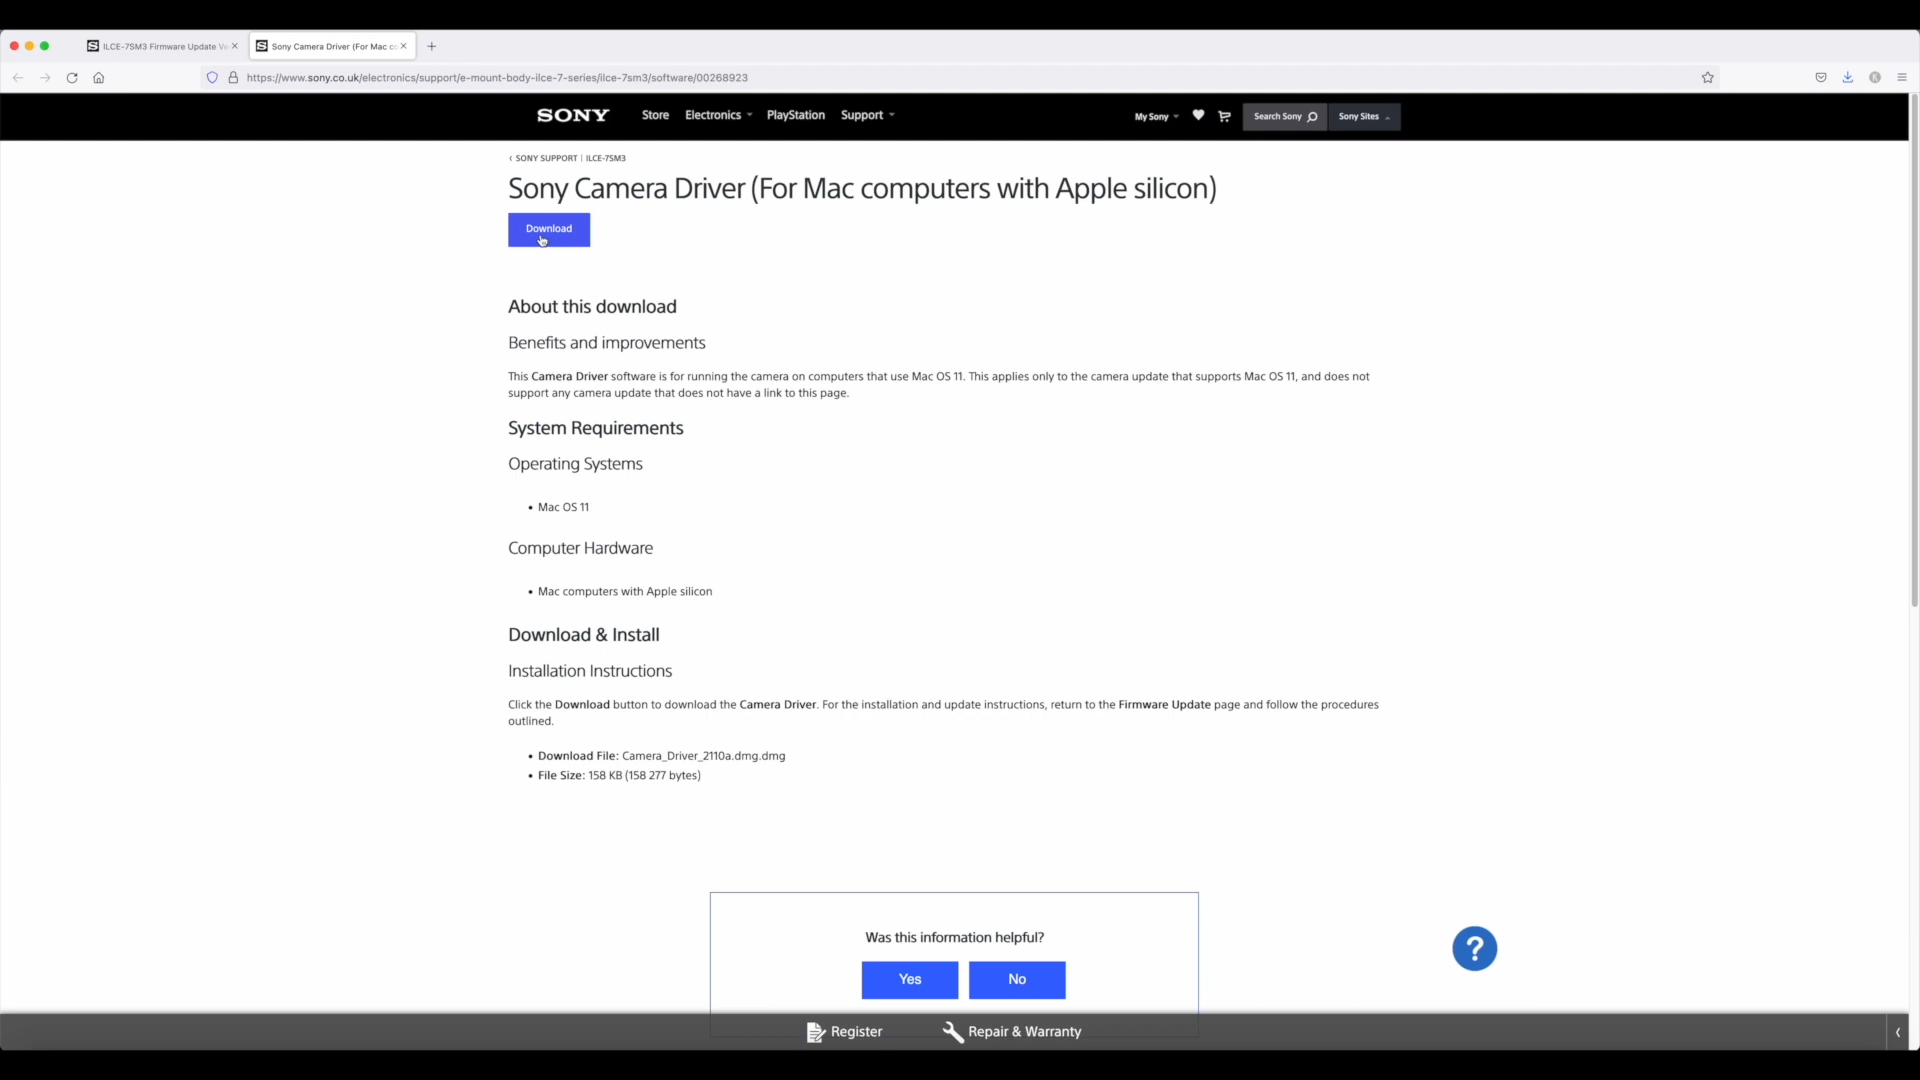 ILCE-7SM3 Firmware Update Ve
Sony Camera Driver (For Mac co
https://www.sony.co.uk/electronics/support/e-mount-body-ilce-7-series/ilce-7sm3/software/00268923
SONY Store Electronics PlayStation Support My Sony Search Sony Sony Sites
SONY SUPPORT | ILCE-7SM3
Sony Camera Driver (For Mac computers with Apple silicon)
Download
About this download
Benefits and improvements
This Camera Driver software is for running the camera on computers that use Mac OS 11. This applies only to the camera update that supports Mac OS 11, and does not
support any camera update that does not have a link to this page.
System Requirements
Operating Systems
• Mac OS 11
Computer Hardware
• Mac computers with Apple silicon
Download & Install
Installation Instructions
Click the Download button to download the Camera Driver. For the installation and update instructions, return to the Firmware Update page and follow the procedures
outlined.
• Download File: Camera_Driver_2110a.dmg.dmg
• File Size: 158 KB (158 277 bytes)
Was this information helpful?
Yes No
?
Register Repair & Warranty